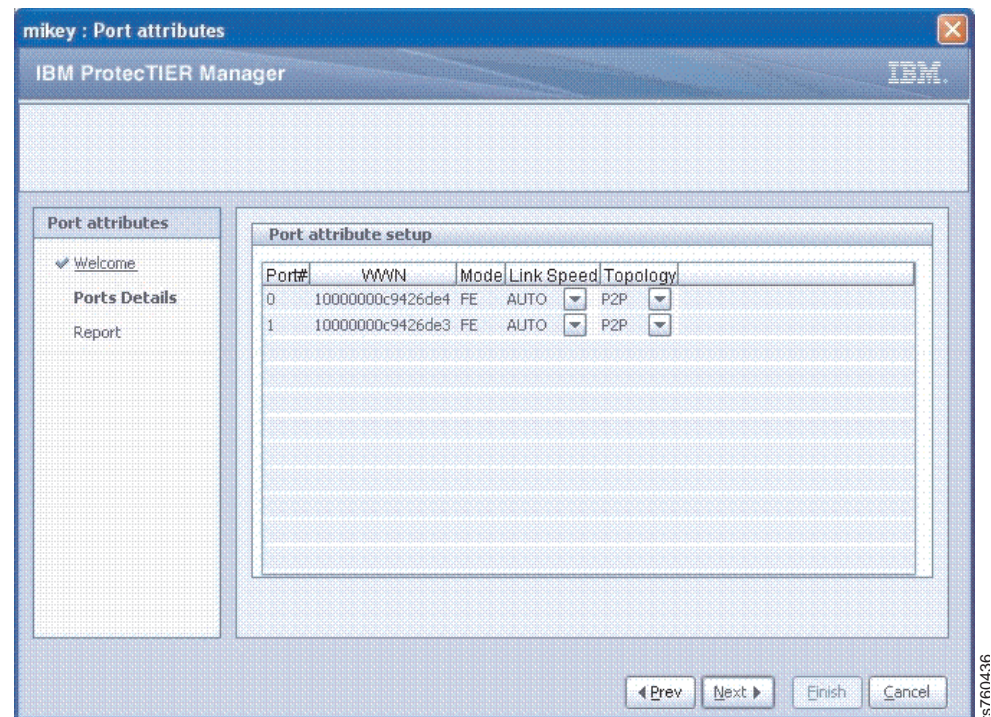 mikey : Port attributes
IBM ProtecTIER Manager
IBM.
Port attributes
Welcome
Ports Details
Report
Port attribute setup
Port# WWN Mode Link Speed Topology
0 10000000c9426de4 FE AUTO P2P
1 10000000c9426de3 FE AUTO P2P
Prev Next Finish Cancel
s760436